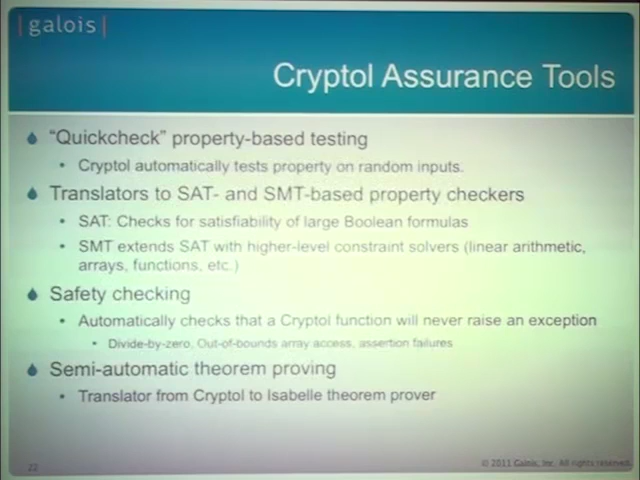 |galois|
Cryptol Assurance Tools
"Quickcheck" property-based testing
• Cryptol automatically tests property on random inputs.
Translators to SAT- and SMT-based property checkers
• SAT: Checks for satisfiability of large Boolean formulas
• SMT extends SAT with higher-level constraint solvers (linear arithmetic,
arrays, functions, etc.)
Safety checking
• Automatically checks that a Cryptol function will never raise an exception
• Divide-by-zero, Out-of-bounds array access, assertion failures
Semi-automatic theorem proving
• Translator from Cryptol to Isabelle theorem prover
22
© 2011 Galois, Inc. All rights reserved.